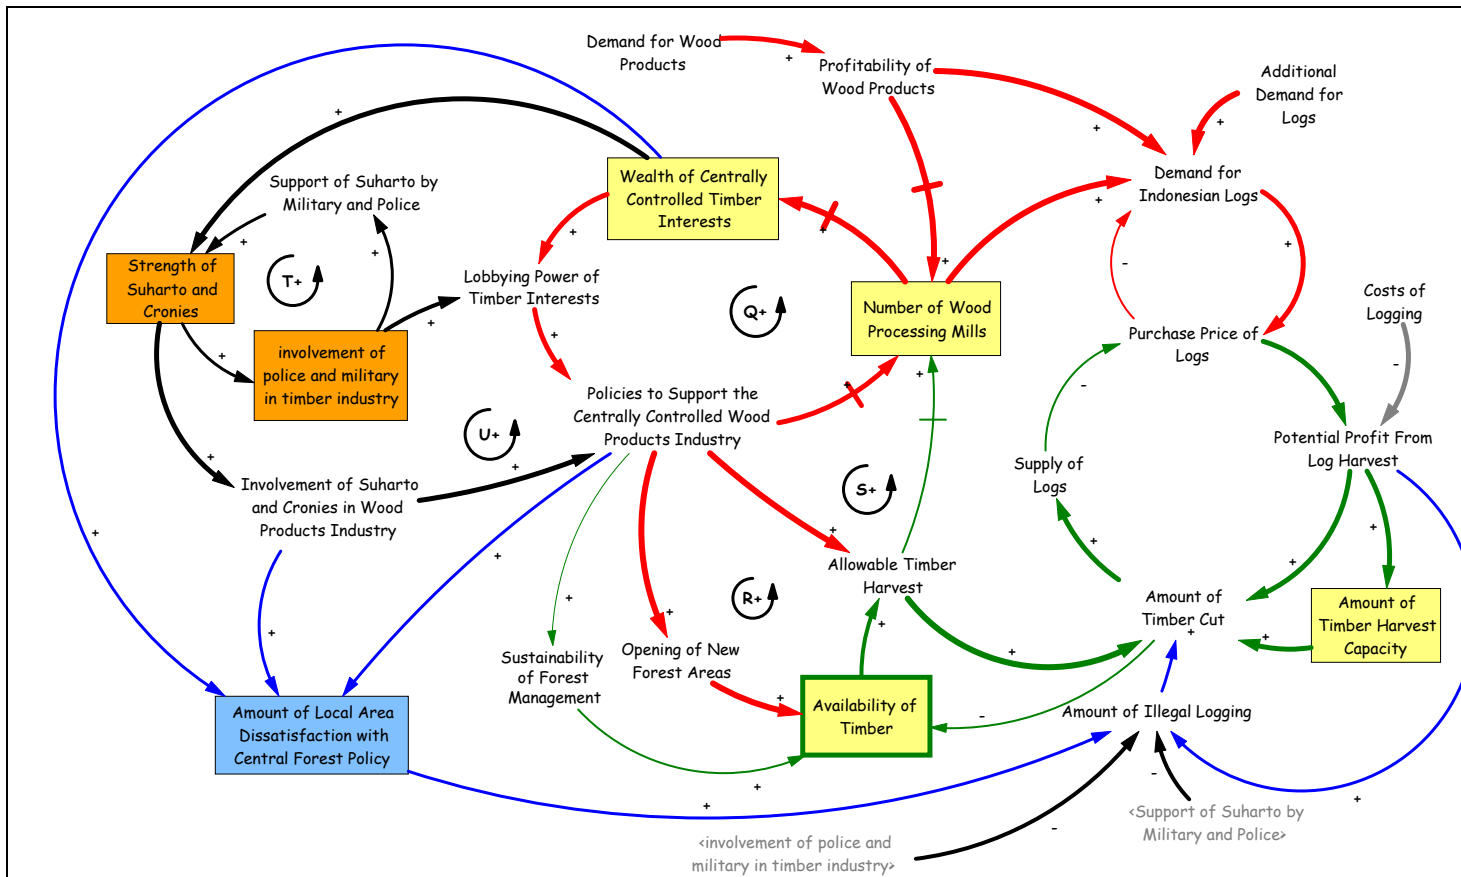 Demand for Wood
Products
Profitability of
Wood Products
Additional
Demand for
Logs
Wealth of Centrally
Controlled Timber
Interests
Support of Suharto by
Military and Police
Demand for
Indonesian Logs
Strength of
Suharto and
Cronies
T+
Lobbying Power of
Timber Interests
Q+
Number of Wood
Processing Mills
Costs of
Logging
Purchase Price of
Logs
involvement of
police and military
in timber industry
Policies to Support the
Centrally Controlled Wood
Products Industry
U+
Potential Profit From
Log Harvest
Supply of
Logs
S+
Involvement of Suharto
and Cronies in Wood
Products Industry
Allowable Timber
Harvest
R+
Amount of
Timber Cut
Amount of
Timber Harvest
Capacity
Sustainability
of Forest
Management
Opening of New
Forest Areas
Availability of
Timber
Amount of Illegal Logging
Amount of Local Area
Dissatisfaction with
Central Forest Policy
<involvement of police and
military in timber industry>
<Support of Suharto by
Military and Police>